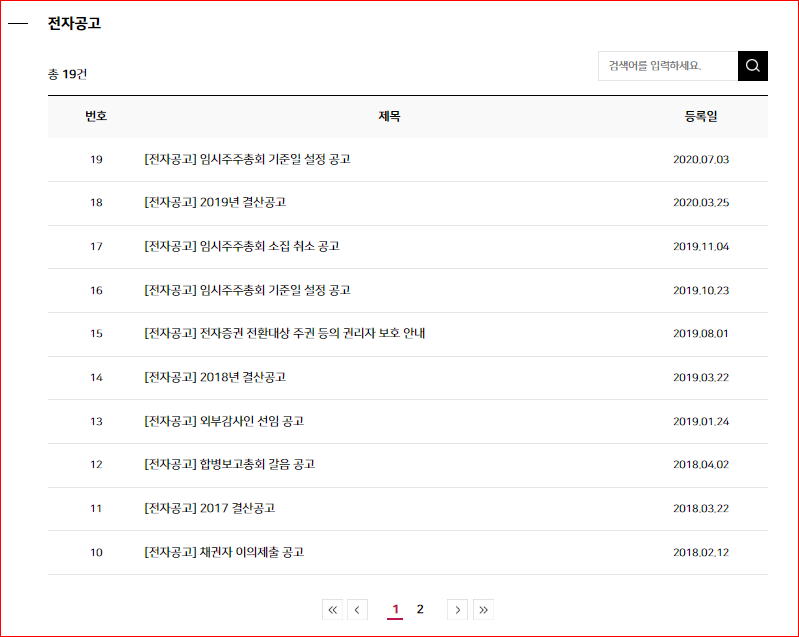 전자공고
총 19건
검색어를 입력하세요.
번호 제목 등록일
19 [전자공고] 임시주주총회 기준일 설정 공고 2020.07.03
18 [전자공고] 2019년 결산공고 2020.03.25
17 [전자공고] 임시주주총회 소집 취소 공고 2019.11.04
16 [전자공고] 임시주주총회 기준일 설정 공고 2019.10.23
15 [전자공고] 전자증권 전환대상 주권 등의 권리자 보호 안내 2019.08.01
14 [전자공고] 2018년 결산공고 2019.03.22
13 [전자공고] 외부감사인 선임 공고 2019.01.24
12 [전자공고] 합병보고총회 갈음 공고 2018.04.02
11 [전자공고] 2017 결산공고 2018.03.22
10 [전자공고] 채권자 이의제출 공고 2018.02.12
« ‹ 1 2 › »